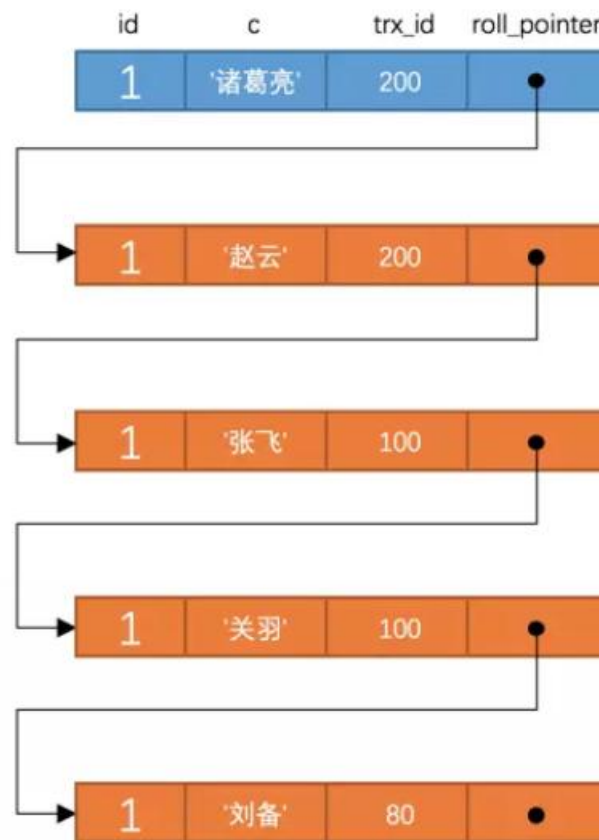 id c trx_id roll_pointer
1 '诸葛亮' 200
1 '赵云' 200
1 '张飞' 100
1 '关羽' 100
1 '刘备' 80